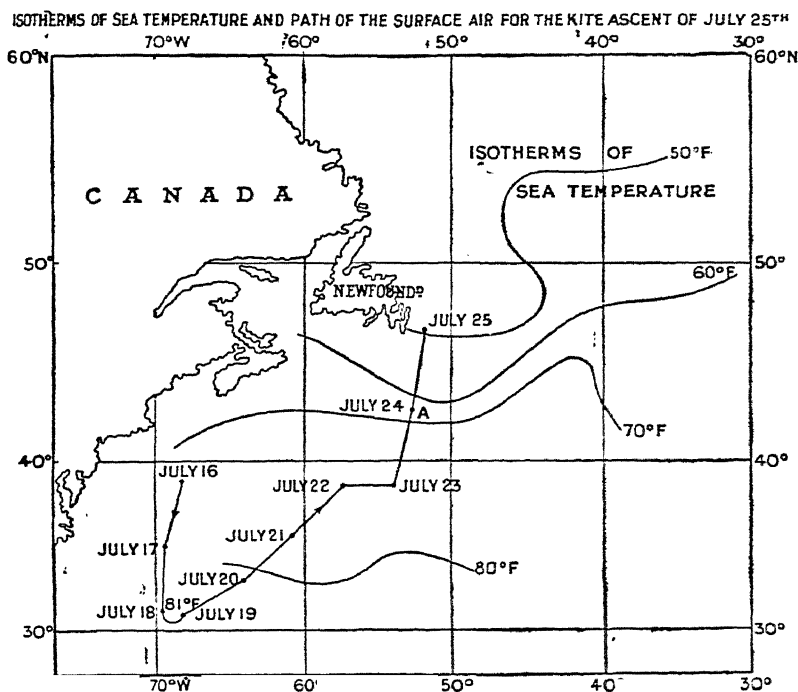 ISOTHERMS OF SEA TEMPERATURE AND PATH OF THE SURFACE AIR FOR THE KITE ASCENT OF JULY 25TH
70°W 60° 50° 40° 30°
60°N 60°N
ISOTHERMS OF 50°F
SEA TEMPERATURE
CANADA
50° 50°
60°F
NEWFOUNDD
JULY 25
JULY 24 A
70°F
40° 40°
JULY 16
JULY 22 JULY 23
JULY 21
JULY 17
JULY 20 80°F
81°F
JULY 18 JULY 19
30° 30°
70°W 60° 50° 40° 30°